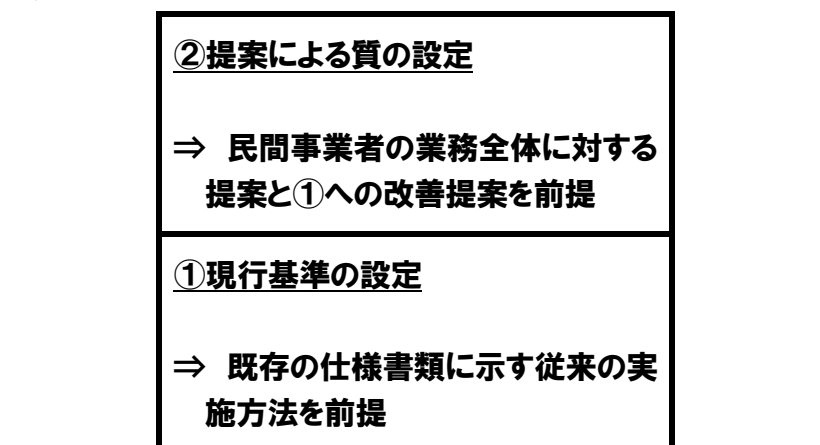 ②提案による質の設定
⇒ 民間事業者の業務全体に対する
提案と①への改善提案を前提
①現行基準の設定
⇒ 既存の仕様書類に示す従来の実
施方法を前提